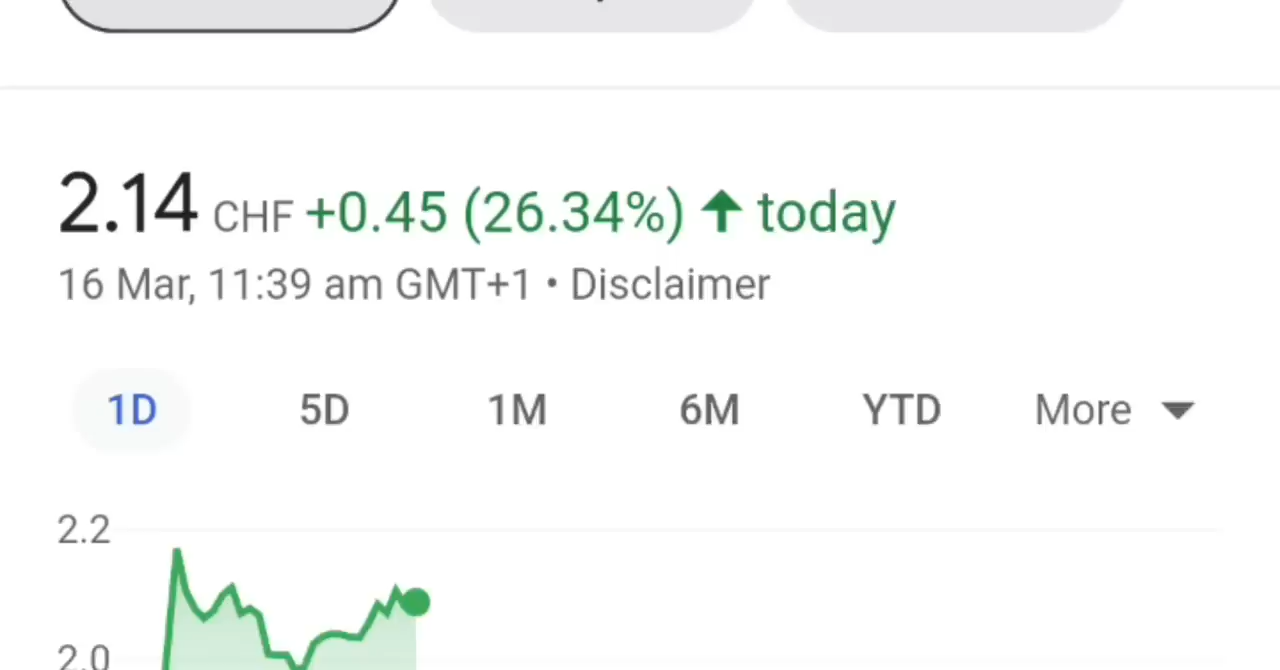 2.14 CHF +0.45 (26.34%) ↑ today
16 Mar, 11:39 am GMT+1 • Disclaimer
1D 5D 1M 6M YTD More
2.2
2.0